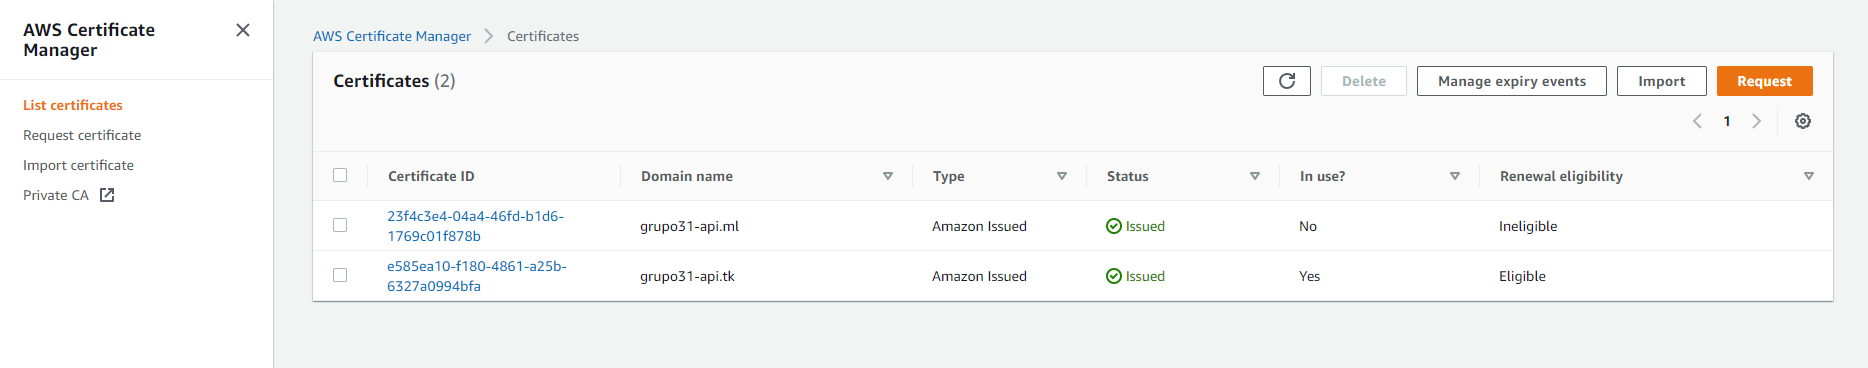 AWS Certificate
Manager
List certificates
Request certificate
Import certificate
Private CA
AWS Certificate Manager Certificates
Certificates (2) Delete Manage expiry events Import Request
1
Certificate ID Domain name Type Status In use? Renewal eligibility
23f4c3e4-04a4-46fd-b1d6-
1769c01f878b
grupo31-api.ml Amazon Issued Issued No Ineligible
e585ea10-f180-4861-a25b-
6327a0994bfa
grupo31-api.tk Amazon Issued Issued Yes Eligible